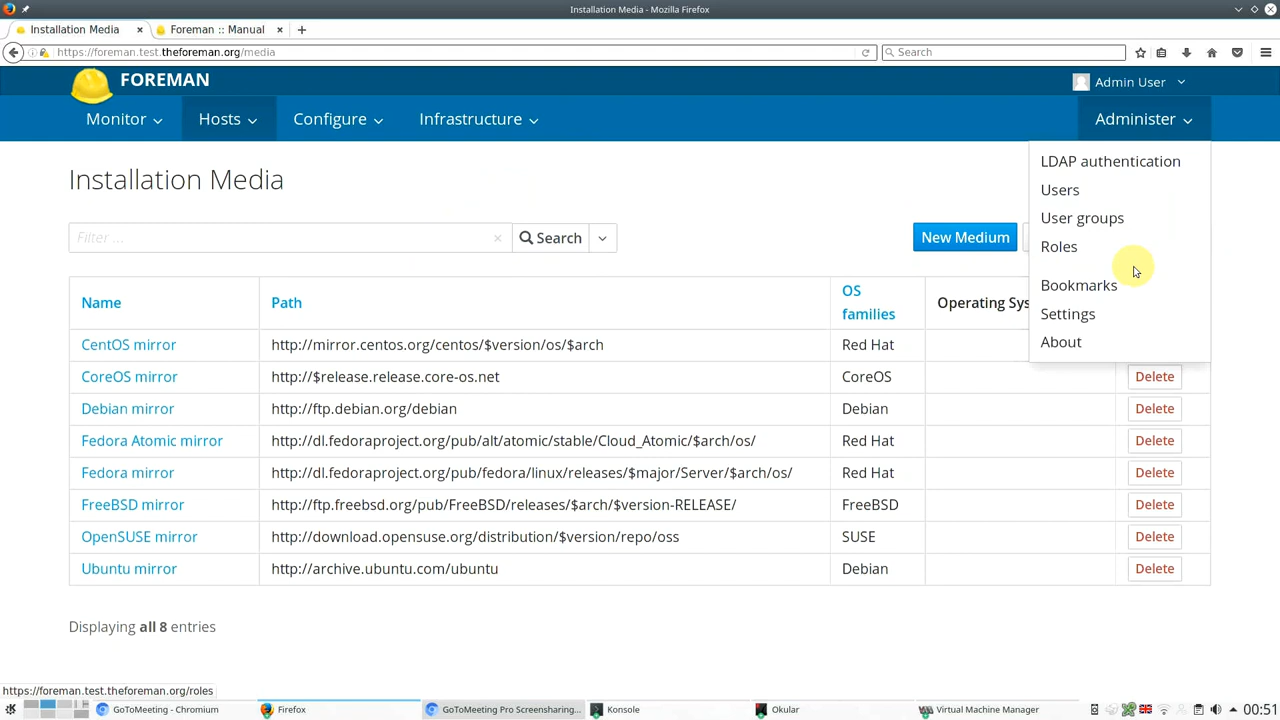 Installation Media - Mozilla Firefox
Installation Media
Foreman :: Manual
https://foreman.test.theforeman.org/media
Search
FOREMAN
Admin User
Monitor
Hosts
Configure
Infrastructure
Administer
LDAP authentication
Users
User groups
Roles
Bookmarks
Settings
About
Installation Media
Filter ...
Search
New Medium
Name Path OS families Operating Sys
CentOS mirror http://mirror.centos.org/centos/$version/os/$arch Red Hat
CoreOS mirror http://$release.release.core-os.net CoreOS Delete
Debian mirror http://ftp.debian.org/debian Debian Delete
Fedora Atomic mirror http://dl.fedoraproject.org/pub/alt/atomic/stable/Cloud_Atomic/$arch/os/ Red Hat Delete
Fedora mirror http://dl.fedoraproject.org/pub/fedora/linux/releases/$major/Server/$arch/os/ Red Hat Delete
FreeBSD mirror http://ftp.freebsd.org/pub/FreeBSD/releases/$arch/$version-RELEASE/ FreeBSD Delete
OpenSUSE mirror http://download.opensuse.org/distribution/$version/repo/oss SUSE Delete
Ubuntu mirror http://archive.ubuntu.com/ubuntu Debian Delete
Displaying all 8 entries
https://foreman.test.theforeman.org/roles
GoToMeeting - Chromium
Firefox
GoToMeeting Pro Screensharing...
Konsole
Okular
Virtual Machine Manager
00:51